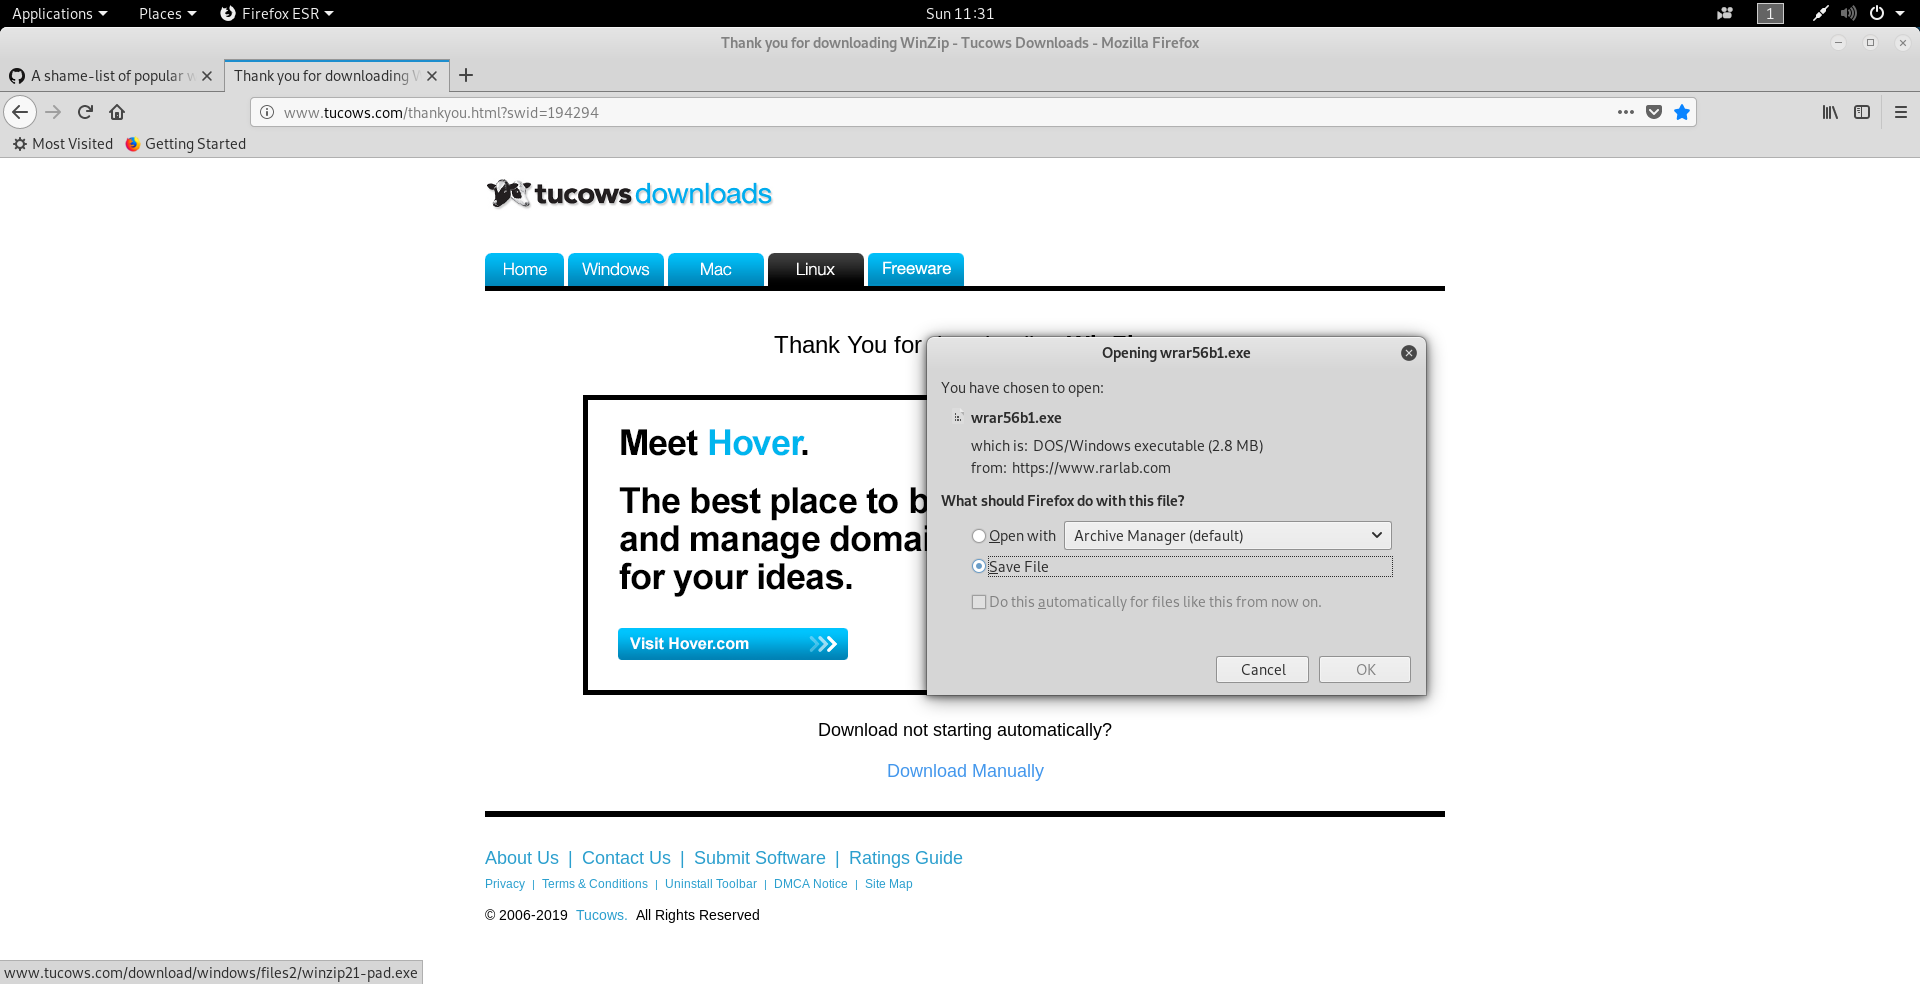 Applications Places Firefox ESR Sun 11:31 1
Thank you for downloading WinZip - Tucows Downloads - Mozilla Firefox
A shame-list of popular Thank you for downloading
www.tucows.com/thankyou.html?swid=194294
Most Visited Getting Started
tucowsdownloads
Home Windows Mac Linux Freeware
Thank You for
Opening wrar56b1.exe
You have chosen to open:
wrar56b1.exe
which is: DOS/Windows executable (2.8 MB)
from: https://www.rarlab.com
What should Firefox do with this file?
Open with Archive Manager (default)
Save File
Do this automatically for files like this from now on.
Cancel OK
Meet Hover.
The best place to
and manage
for your ideas.
Visit Hover.com
Download not starting automatically?
Download Manually
About Us | Contact Us | Submit Software | Ratings Guide
Privacy | Terms & Conditions | Uninstall Toolbar | DMCA Notice | Site Map
© 2006-2019 Tucows. All Rights Reserved
www.tucows.com/download/windows/files2/winzip21-pad.exe